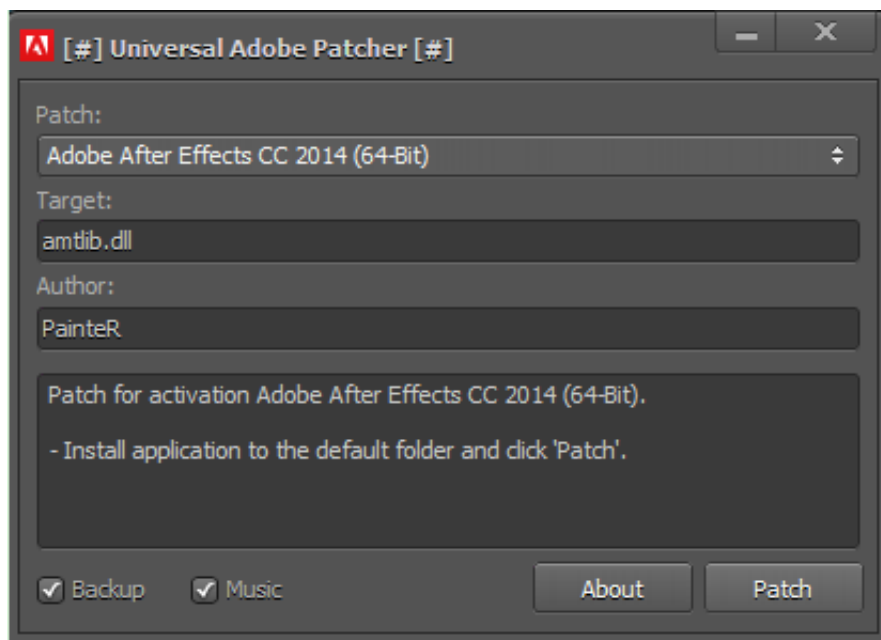 [#] Universal Adobe Patcher [#]
Patch:
Adobe After Effects CC 2014 (64-Bit)
Target:
amtlib.dll
Author:
PainteR
Patch for activation Adobe After Effects CC 2014 (64-Bit).
- Install application to the default folder and click 'Patch'.
Backup Music About Patch